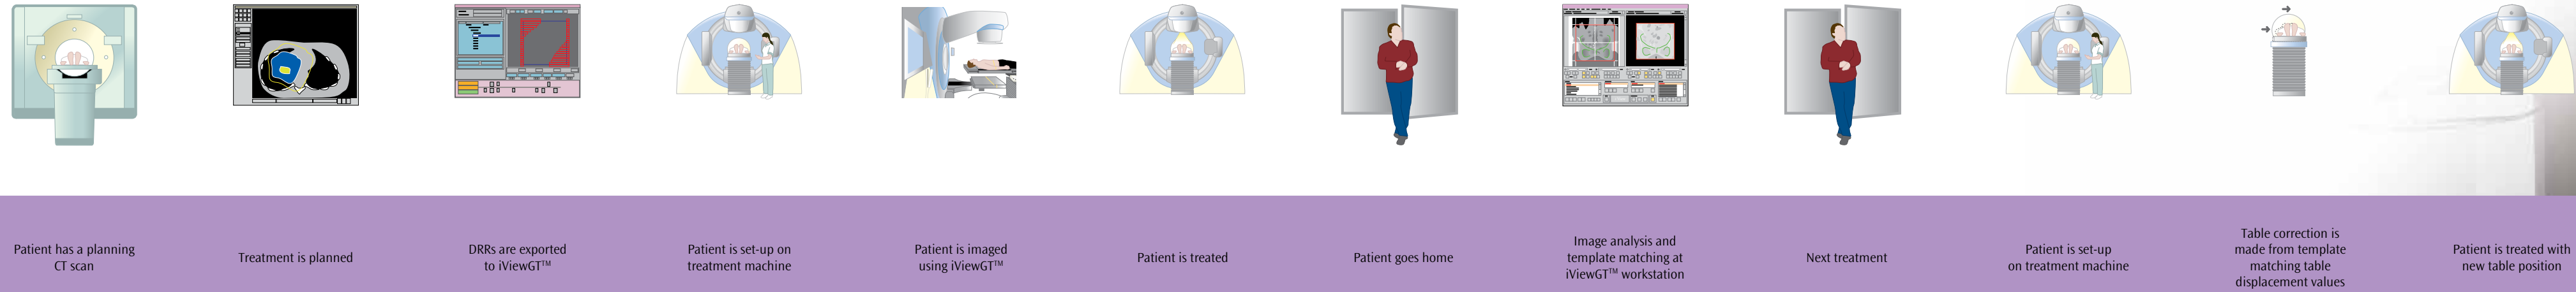 Patient has a planning
CT scan
Treatment is planned
DRRs are exported
to iViewGT™
Patient is set-up on
treatment machine
Patient is imaged
using iViewGT™
Patient is treated
Patient goes home
Image analysis and
template matching at
iViewGT™ workstation
Next treatment
Patient is set-up
on treatment machine
Table correction is
made from template
matching table
displacement values
Patient is treated with
new table position